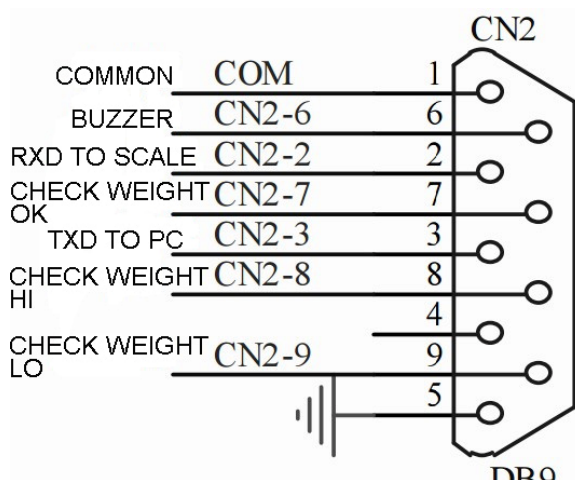 CN2
COMMON COM 1
BUZZER CN2-6 6
RXD TO SCALE CN2-2 2
CHECK WEIGHT OK CN2-7 7
TXD TO PC CN2-3 3
CHECK WEIGHT HI CN2-8 8
4
CHECK WEIGHT LO CN2-9 9
5
DB9